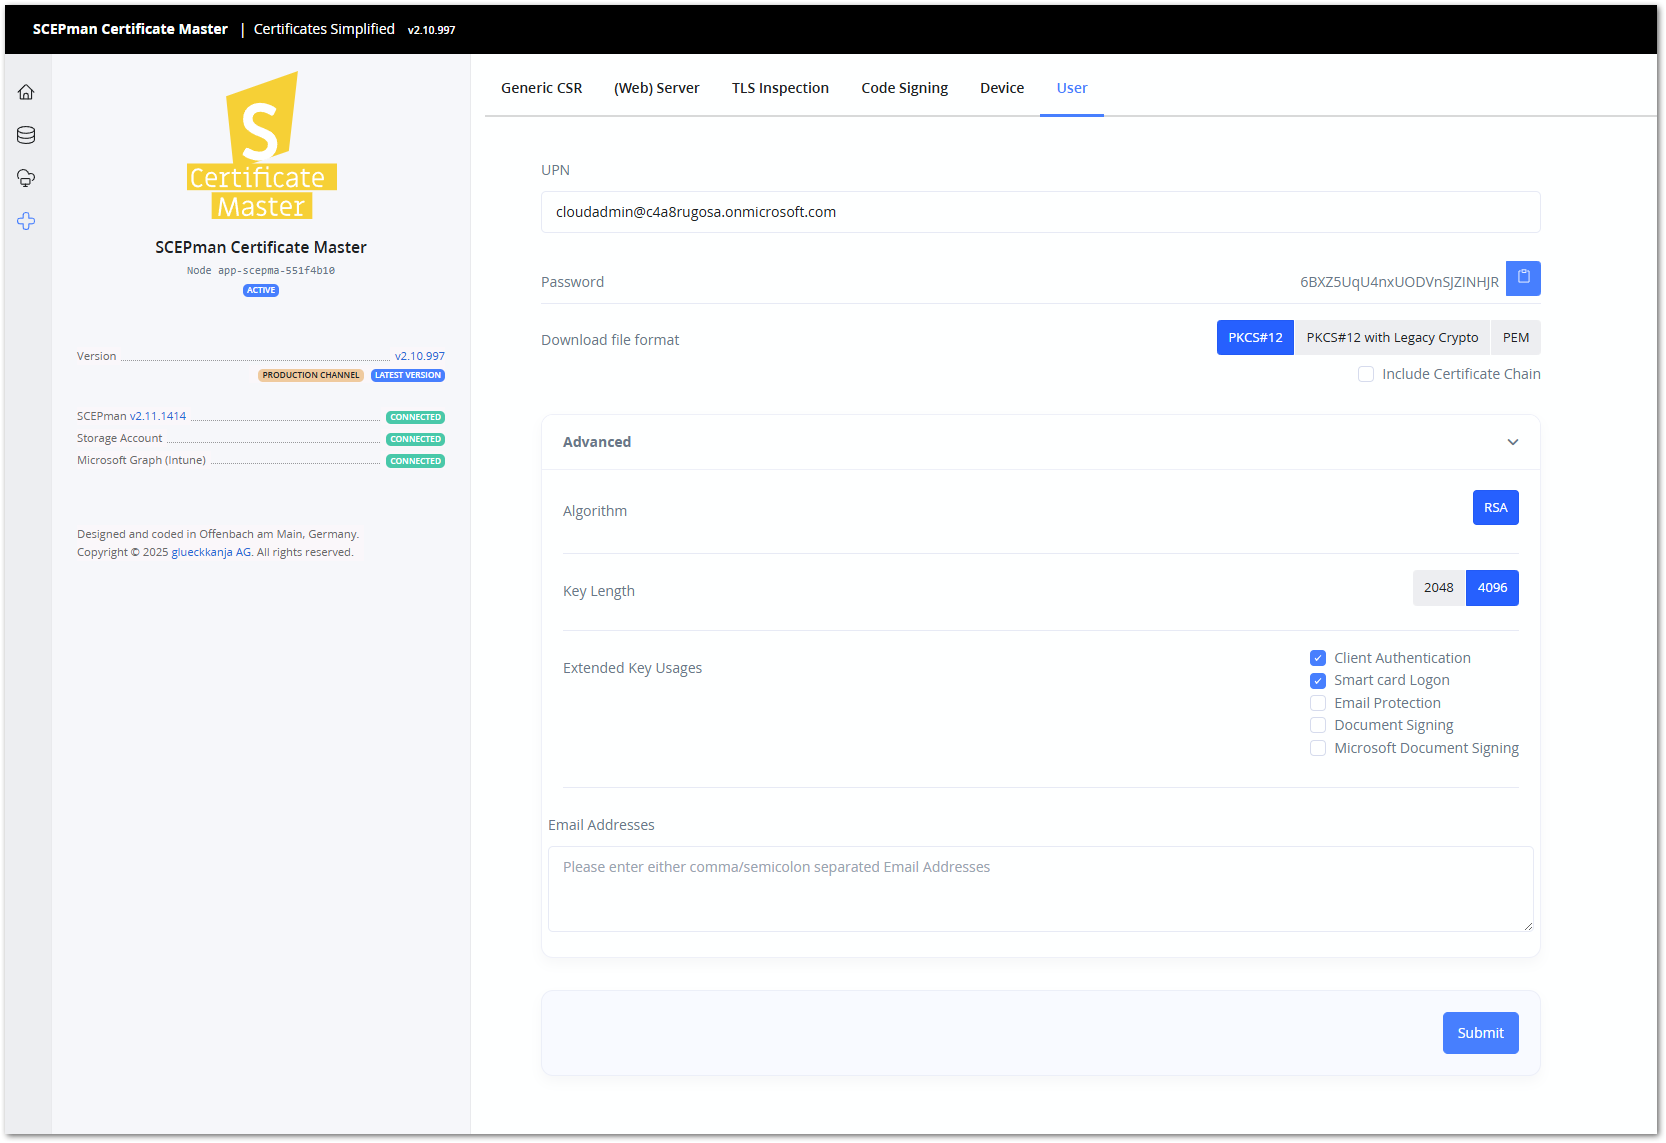 SCEPman Certificate Master | Certificates Simplified v2.10.997
S
Certificate
Master
SCEPman Certificate Master
Node app-scepma-551f4b10
ACTIVE
Version v2.10.997
PRODUCTION CHANNEL LATEST VERSION
SCEPman v2.11.1414 CONNECTED
Storage Account CONNECTED
Microsoft Graph (Intune) CONNECTED
Designed and coded in Offenbach am Main, Germany.
Copyright © 2025 glueckkanja AG. All rights reserved.
Generic CSR (Web) Server TLS Inspection Code Signing Device User
UPN
cloudadmin@c4a8rugosa.onmicrosoft.com
Password 6BXZ5UqU4nxUODVnSJZINHJR
Download file format PKCS#12 PKCS#12 with Legacy Crypto PEM
Include Certificate Chain
Advanced
Algorithm RSA
Key Length 2048 4096
Extended Key Usages
Client Authentication
Smart card Logon
Email Protection
Document Signing
Microsoft Document Signing
Email Addresses
Please enter either comma/semicolon separated Email Addresses
Submit